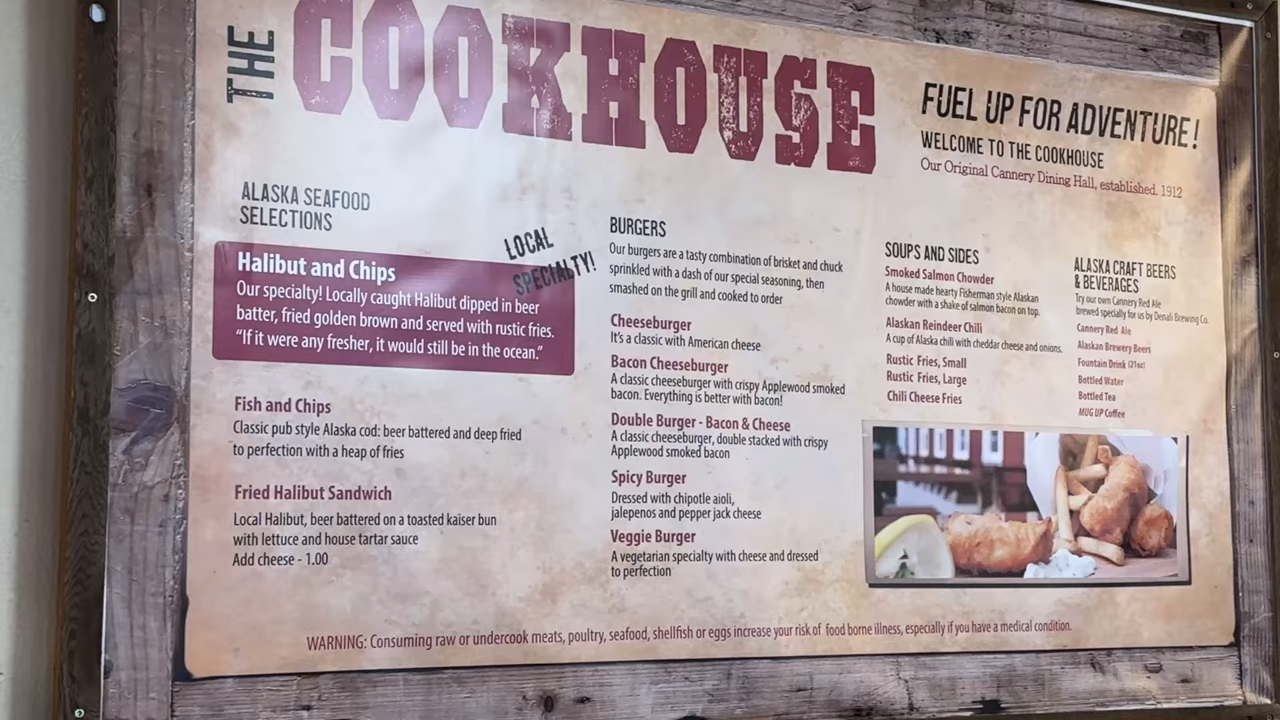 THE COOKHOUSE
FUEL UP FOR ADVENTURE!
WELCOME TO THE COOKHOUSE
Our Original Cannery Dining Hall, established. 1912
ALASKA SEAFOOD
SELECTIONS
LOCAL
SPECIALTY!
Halibut and Chips
Our specialty! Locally caught Halibut dipped in beer
batter, fried golden brown and served with rustic fries.
“If it were any fresher, it would still be in the ocean.”
Fish and Chips
Classic pub style Alaska cod: beer battered and deep fried
to perfection with a heap of fries
Fried Halibut Sandwich
Local Halibut, beer battered on a toasted kaiser bun
with lettuce and house tartar sauce
Add cheese - 1.00
BURGERS
Our burgers are a tasty combination of brisket and chuck
sprinkled with a dash of our special seasoning, then
smashed on the grill and cooked to order
Cheeseburger
It's a classic with American cheese
Bacon Cheeseburger
A classic cheeseburger with crispy Applewood smoked
bacon. Everything is better with bacon!
Double Burger - Bacon & Cheese
A classic cheeseburger, double stacked with crispy
Applewood smoked bacon
Spicy Burger
Dressed with chipotle aioli,
jalepenos and pepper jack cheese
Veggie Burger
A vegetarian specialty with cheese and dressed
to perfection
SOUPS AND SIDES
Smoked Salmon Chowder
A house made hearty Fisherman style Alaskan
chowder with a shake of salmon bacon on top.
Alaskan Reindeer Chili
A cup of Alaska chili with cheddar cheese and onions.
Rustic Fries, Small
Rustic Fries, Large
Chili Cheese Fries
ALASKA CRAFT BEERS
& BEVERAGES
Try our own Cannery Red Ale
brewed specially for us by Denali Brewing Co.
Cannery Red Ale
Alaskan Brewery Beers
Fountain Drink (21oz)
Bottled Water
Bottled Tea
MUG UP Coffee
WARNING: Consuming raw or undercook meats, poultry, seafood, shellfish or eggs increase your risk of food borne illness, especially if you have a medical condition.